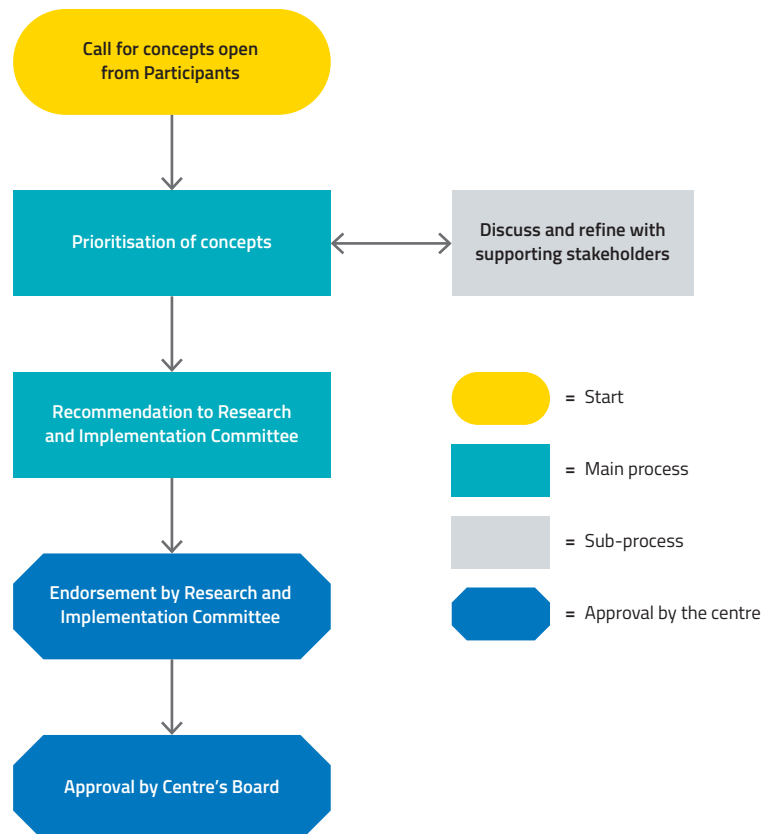 Call for concepts open
from Participants
Prioritisation of concepts
Discuss and refine with
supporting stakeholders
Recommendation to Research
and Implementation Committee
= Start
= Main process
= Sub-process
Endorsement by Research and
Implementation Committee
= Approval by the centre
Approval by Centre's Board